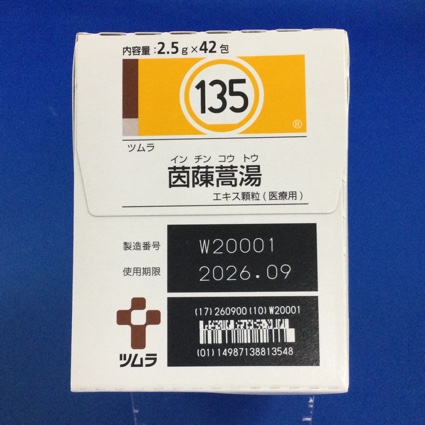 内容量:2.5g×42包
135
®
ツムラ
イン チン コウ トウ
茵蔯蒿湯
エキス顆粒(医療用)
製造番号 W20001
使用期限 2026.09
(17)260900(10)W20001
(01)14987138813548
ツムラ